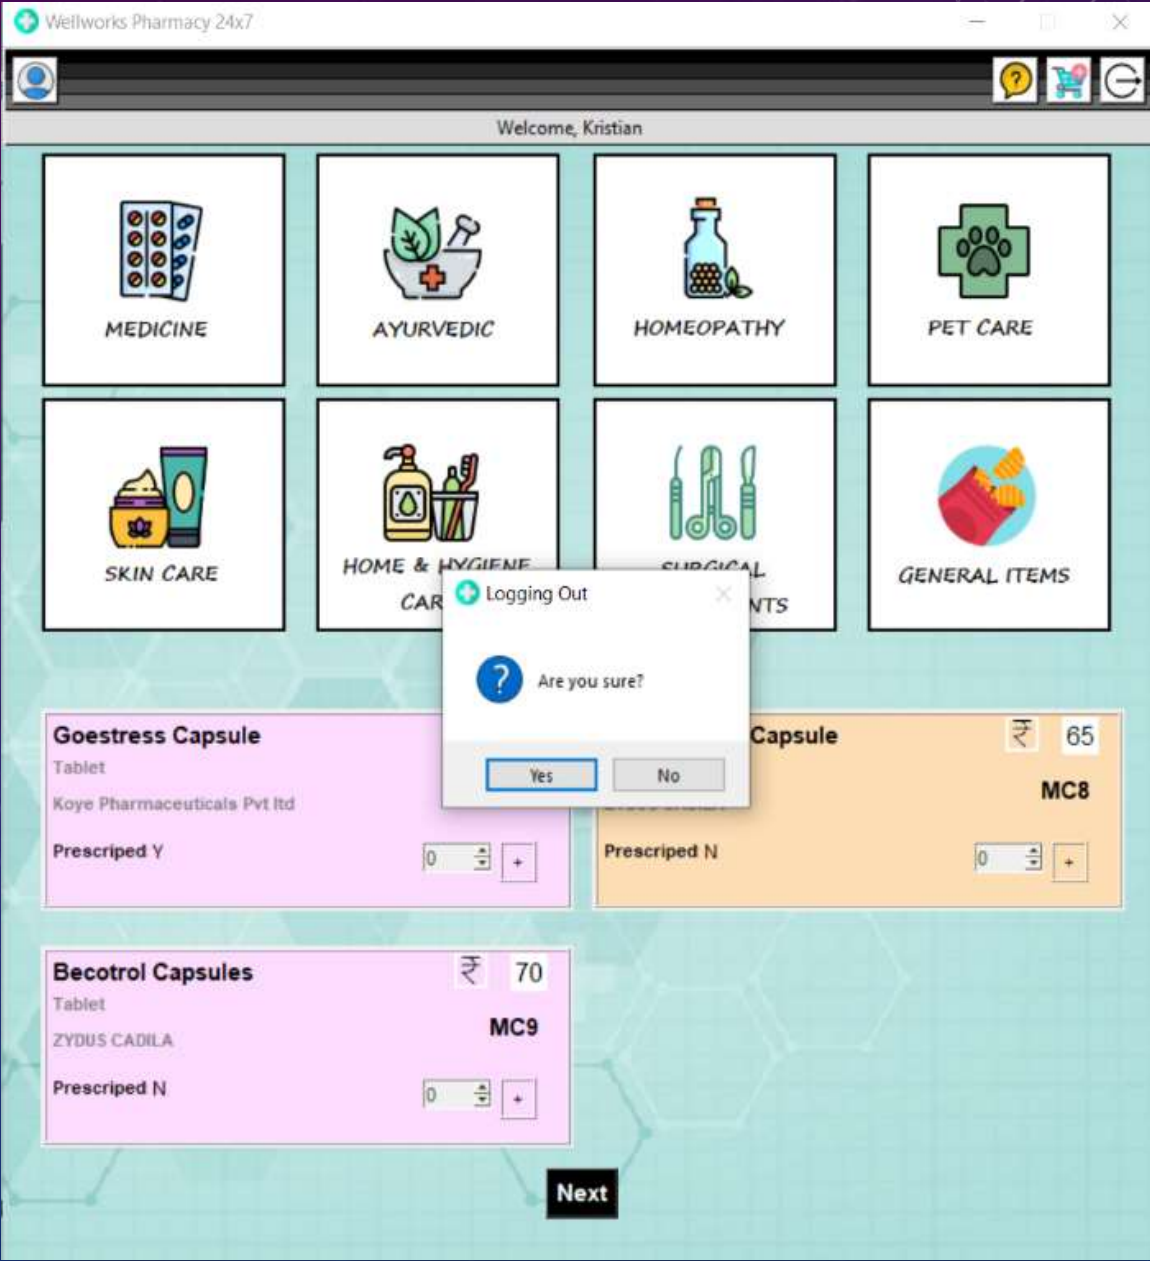 Wellworks Pharmacy 24x7
Welcome, Kristian
MEDICINE
AYURVEDIC
HOMEOPATHY
PET CARE
SKIN CARE
HOME & HYGIENE
SURGICAL
GENERAL ITEMS
Logging Out
Are you sure?
Yes No
Goestress Capsule
Tablet
Koye Pharmaceuticals Pvt ltd
Prescriped Y
0 +
Capsule ₹ 65
MC8
Prescriped N
0 +
Becotrol Capsules ₹ 70
Tablet
MC9
ZYDUS CADILA
Prescriped N
0 +
Next